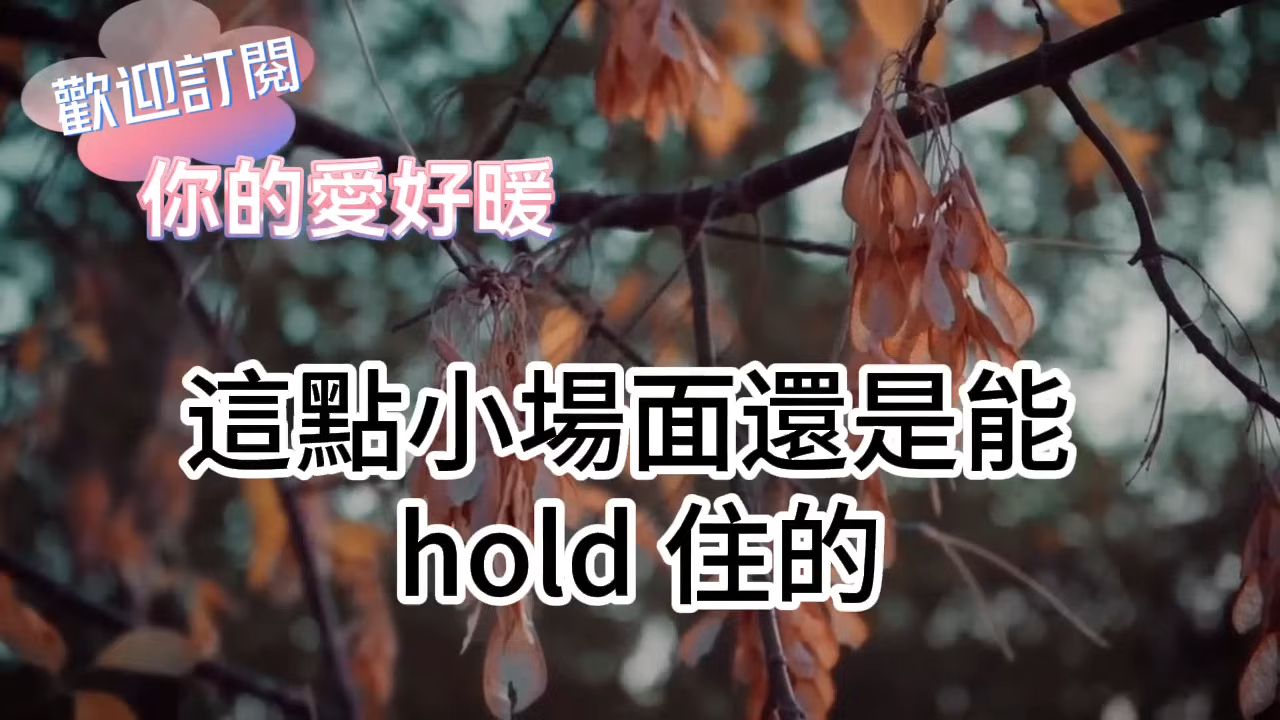 歡迎訂閱
你的愛好暖
這點小場面還是能
hold 住的